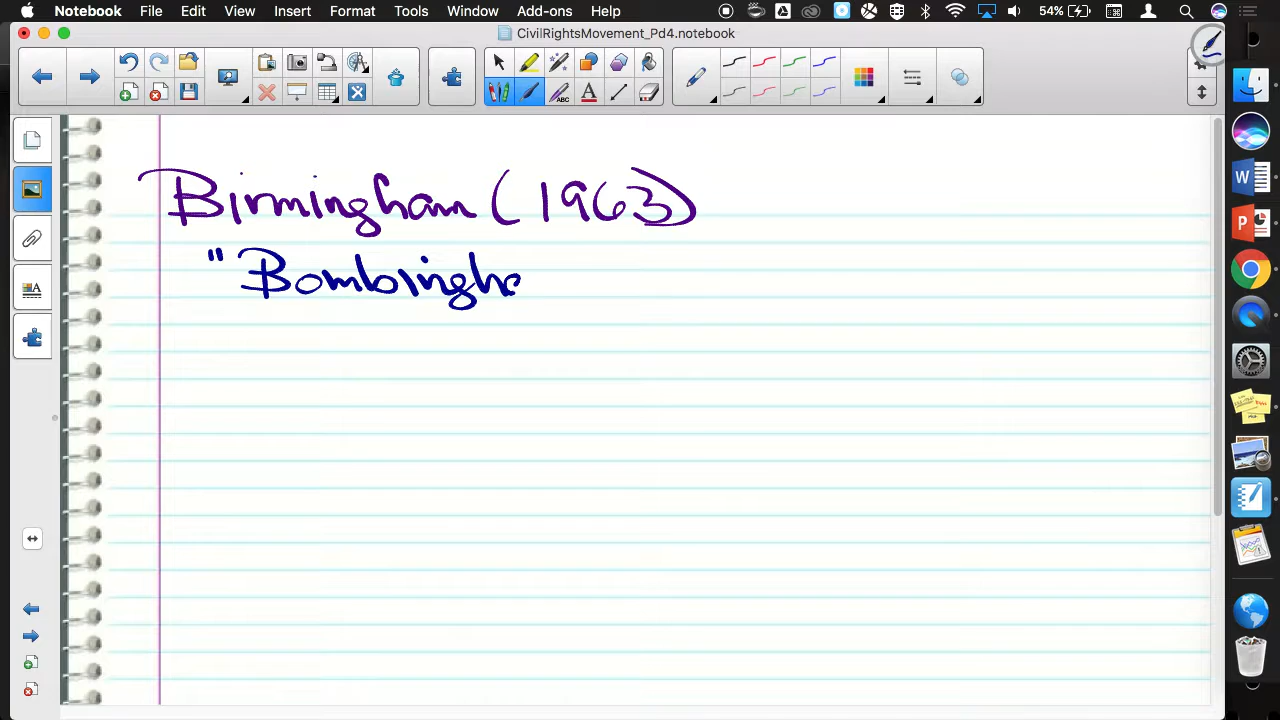 Notebook File Edit View Insert Format Tools Window Add-ons Help 54%
CivilRightsMovement_Pd4.notebook
Birmingham (1963)
"Bombingha